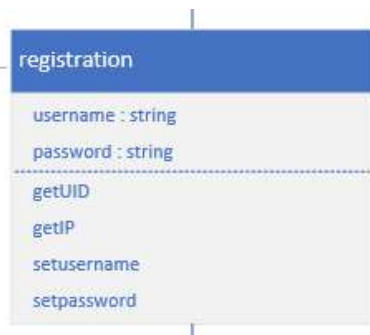 registration
username : string
password : string
getUID
getIP
setusername
setpassword